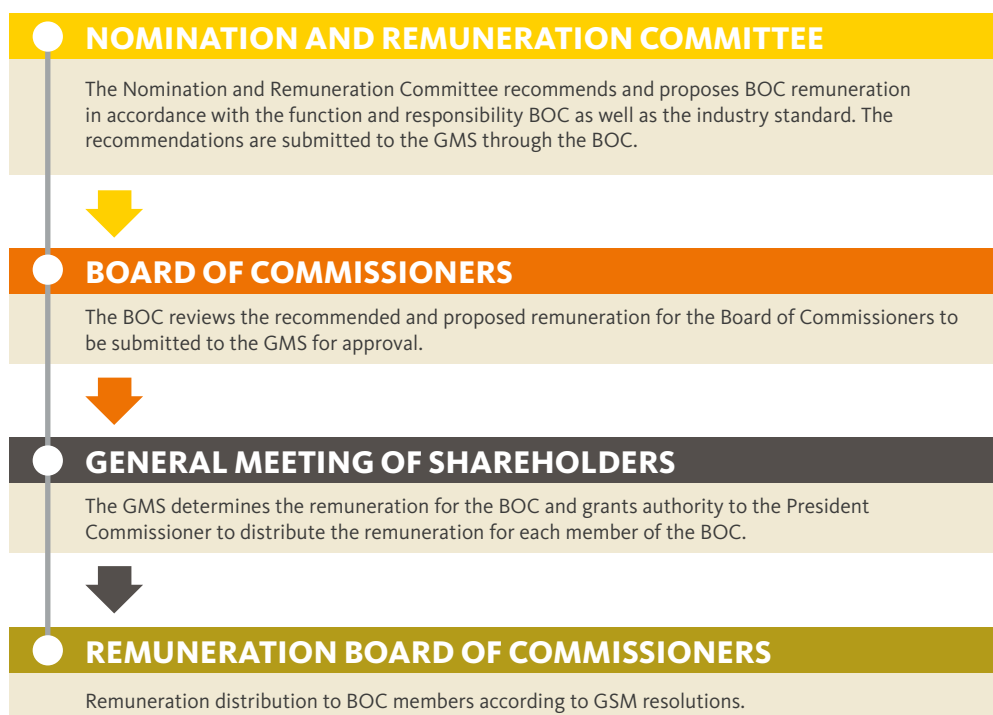 NOMINATION AND REMUNERATION COMMITTEE
The Nomination and Remuneration Committee recommends and proposes BOC remuneration
in accordance with the function and responsibility BOC as well as the industry standard. The
recommendations are submitted to the GMS through the BOC.
BOARD OF COMMISSIONERS
The BOC reviews the recommended and proposed remuneration for the Board of Commissioners to
be submitted to the GMS for approval.
GENERAL MEETING OF SHAREHOLDERS
The GMS determines the remuneration for the BOC and grants authority to the President
Commissioner to distribute the remuneration for each member of the BOC.
REMUNERATION BOARD OF COMMISSIONERS
Remuneration distribution to BOC members according to GSM resolutions.